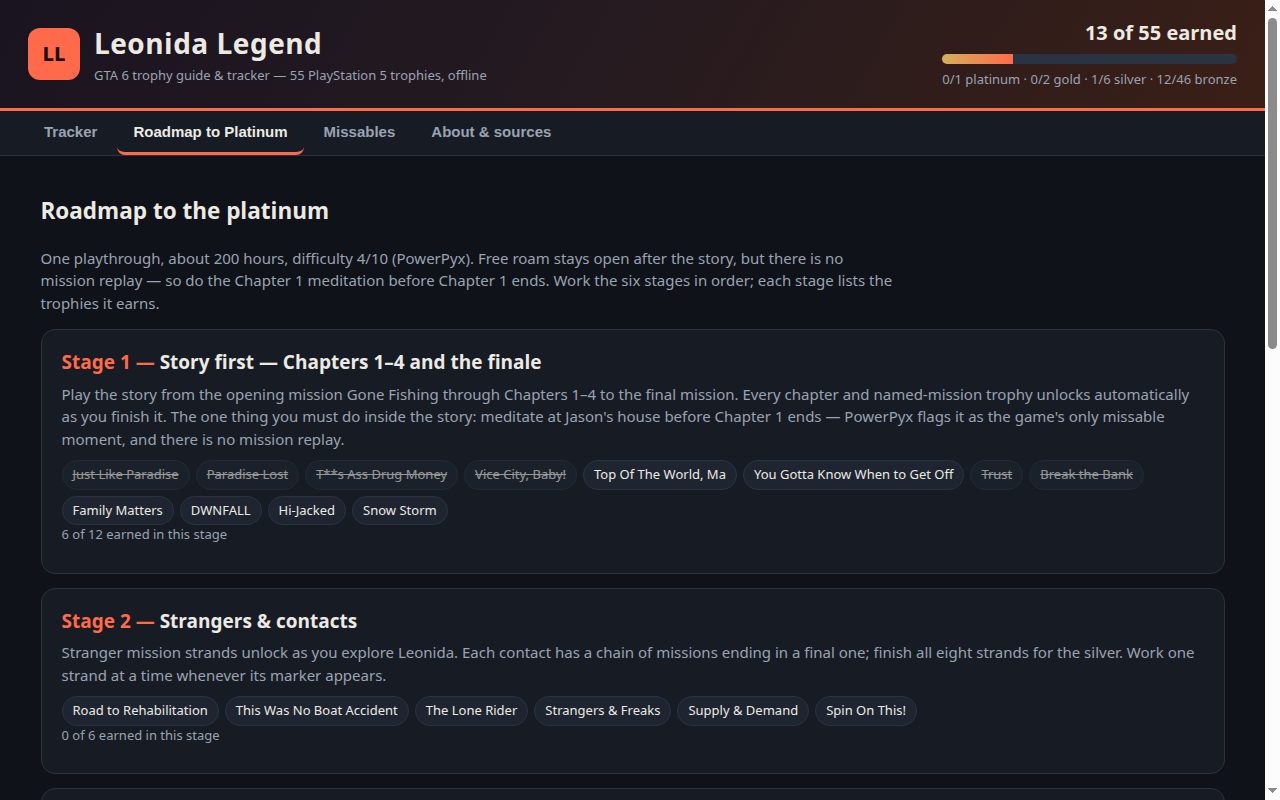 LL
Leonida Legend
GTA 6 trophy guide & tracker — 55 PlayStation 5 trophies, offline
13 of 55 earned
0/1 platinum · 0/2 gold · 1/6 silver · 12/46 bronze
Tracker
Roadmap to Platinum
Missables
About & sources
Roadmap to the platinum
One playthrough, about 200 hours, difficulty 4/10 (PowerPyx). Free roam stays open after the story, but there is no
mission replay — so do the Chapter 1 meditation before Chapter 1 ends. Work the six stages in order; each stage lists the
trophies it earns.
Stage 1 — Story first — Chapters 1–4 and the finale
Play the story from the opening mission Gone Fishing through Chapters 1–4 to the final mission. Every chapter and named-mission trophy unlocks automatically
as you finish it. The one thing you must do inside the story: meditate at Jason's house before Chapter 1 ends — PowerPyx flags it as the game's only missable
moment, and there is no mission replay.
Just Like Paradise
Paradise Lost
T**s Ass Drug Money
Vice City, Baby!
Top Of The World, Ma
You Gotta Know When to Get Off
Trust
Break the Bank
Family Matters
DWNFALL
Hi-Jacked
Snow Storm
6 of 12 earned in this stage
Stage 2 — Strangers & contacts
Stranger mission strands unlock as you explore Leonida. Each contact has a chain of missions ending in a final one; finish all eight strands for the silver. Work one
strand at a time whenever its marker appears.
Road to Rehabilitation
This Was No Boat Accident
The Lone Rider
Strangers & Freaks
Supply & Demand
Spin On This!
0 of 6 earned in this stage